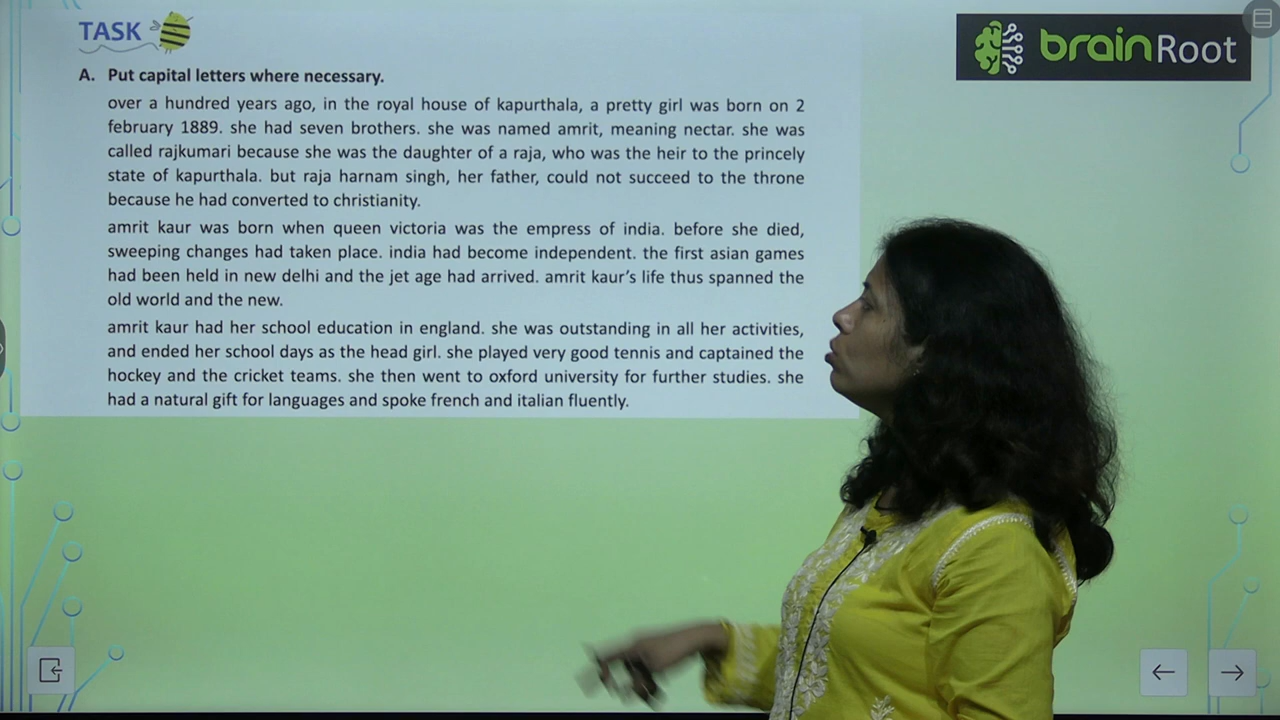 TASK
brainRoot
A. Put capital letters where necessary.
over a hundred years ago, in the royal house of kapurthala, a pretty girl was born on 2
february 1889. she had seven brothers. she was named amrit, meaning nectar. she was
called rajkumari because she was the daughter of a raja, who was the heir to the princely
state of kapurthala. but raja harnam singh, her father, could not succeed to the throne
because he had converted to christianity.
amrit kaur was born when queen victoria was the empress of india. before she died,
sweeping changes had taken place. india had become independent. the first asian games
had been held in new delhi and the jet age had arrived. amrit kaur’s life thus spanned the
old world and the new.
amrit kaur had her school education in england. she was outstanding in all her activities,
and ended her school days as the head girl. she played very good tennis and captained the
hockey and the cricket teams. she then went to oxford university for further studies. she
had a natural gift for languages and spoke french and italian fluently.